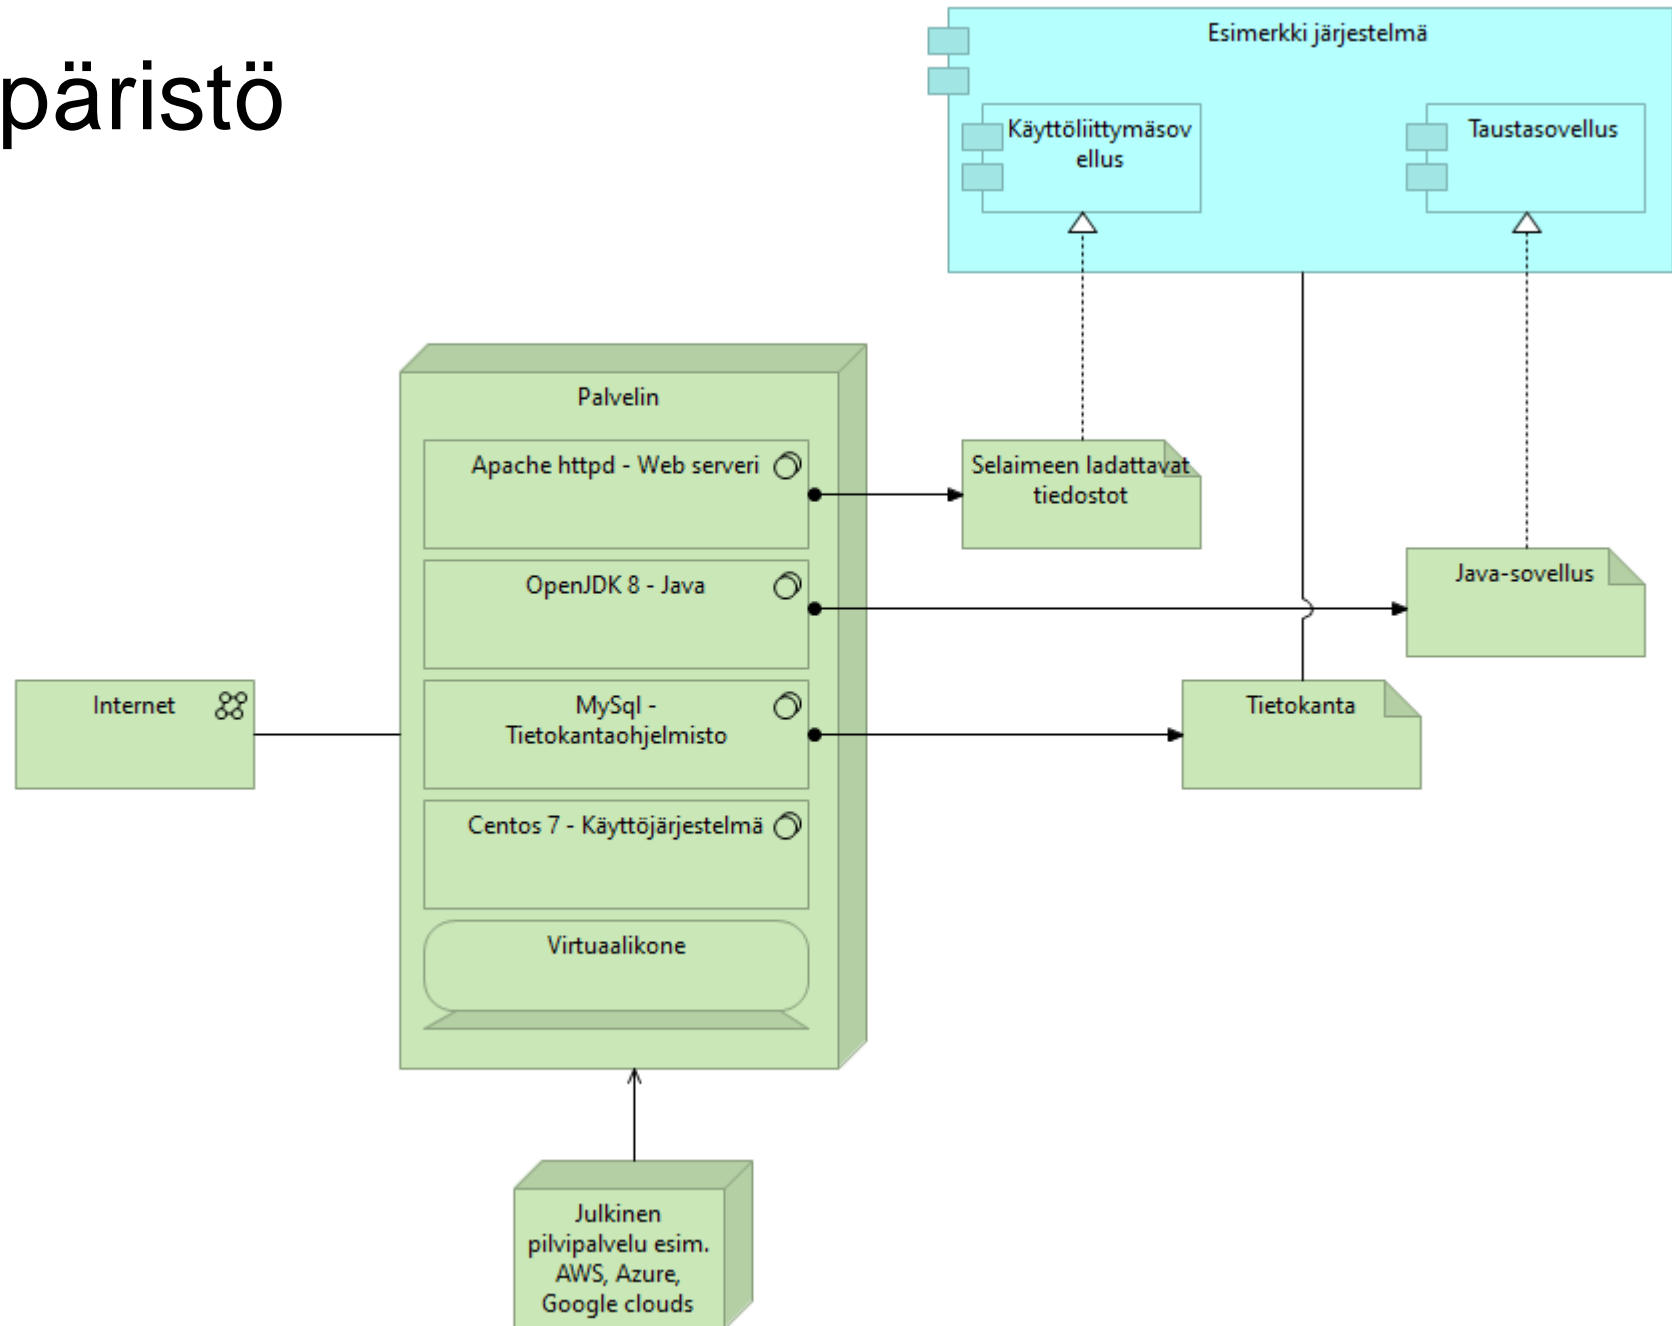 päristö
Esimerkki järjestelmä
Käyttöliittymäsov
ellus
Taustasovellus
Palvelin
Apache httpd - Web serveri
Selaimeen ladattavat
tiedostot
OpenJDK 8 - Java
Java-sovellus
Internet
MySql -
Tietokantaohjelmisto
Tietokanta
Centos 7 - Käyttöjärjestelmä
Virtuaalikone
Julkinen
pilvipalvelu esim.
AWS, Azure,
Google clouds